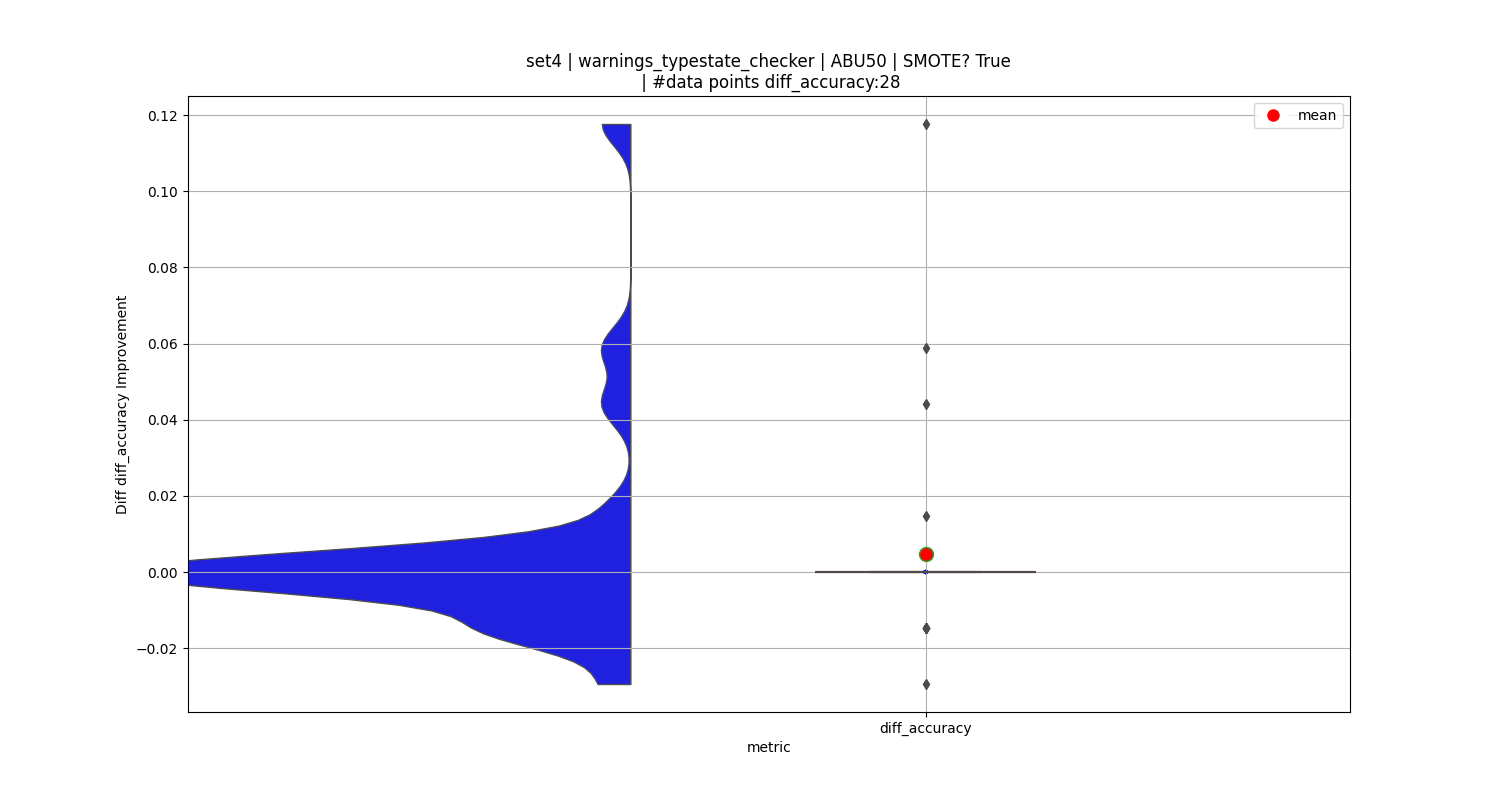 set4 | warnings_typestate_checker | ABU50 | SMOTE? True
| #data points diff_accuracy:28
mean
0.12
0.10
0.08
0.06
0.04
0.02
0.00
−0.02
Diff diff_accuracy Improvement
diff_accuracy
metric